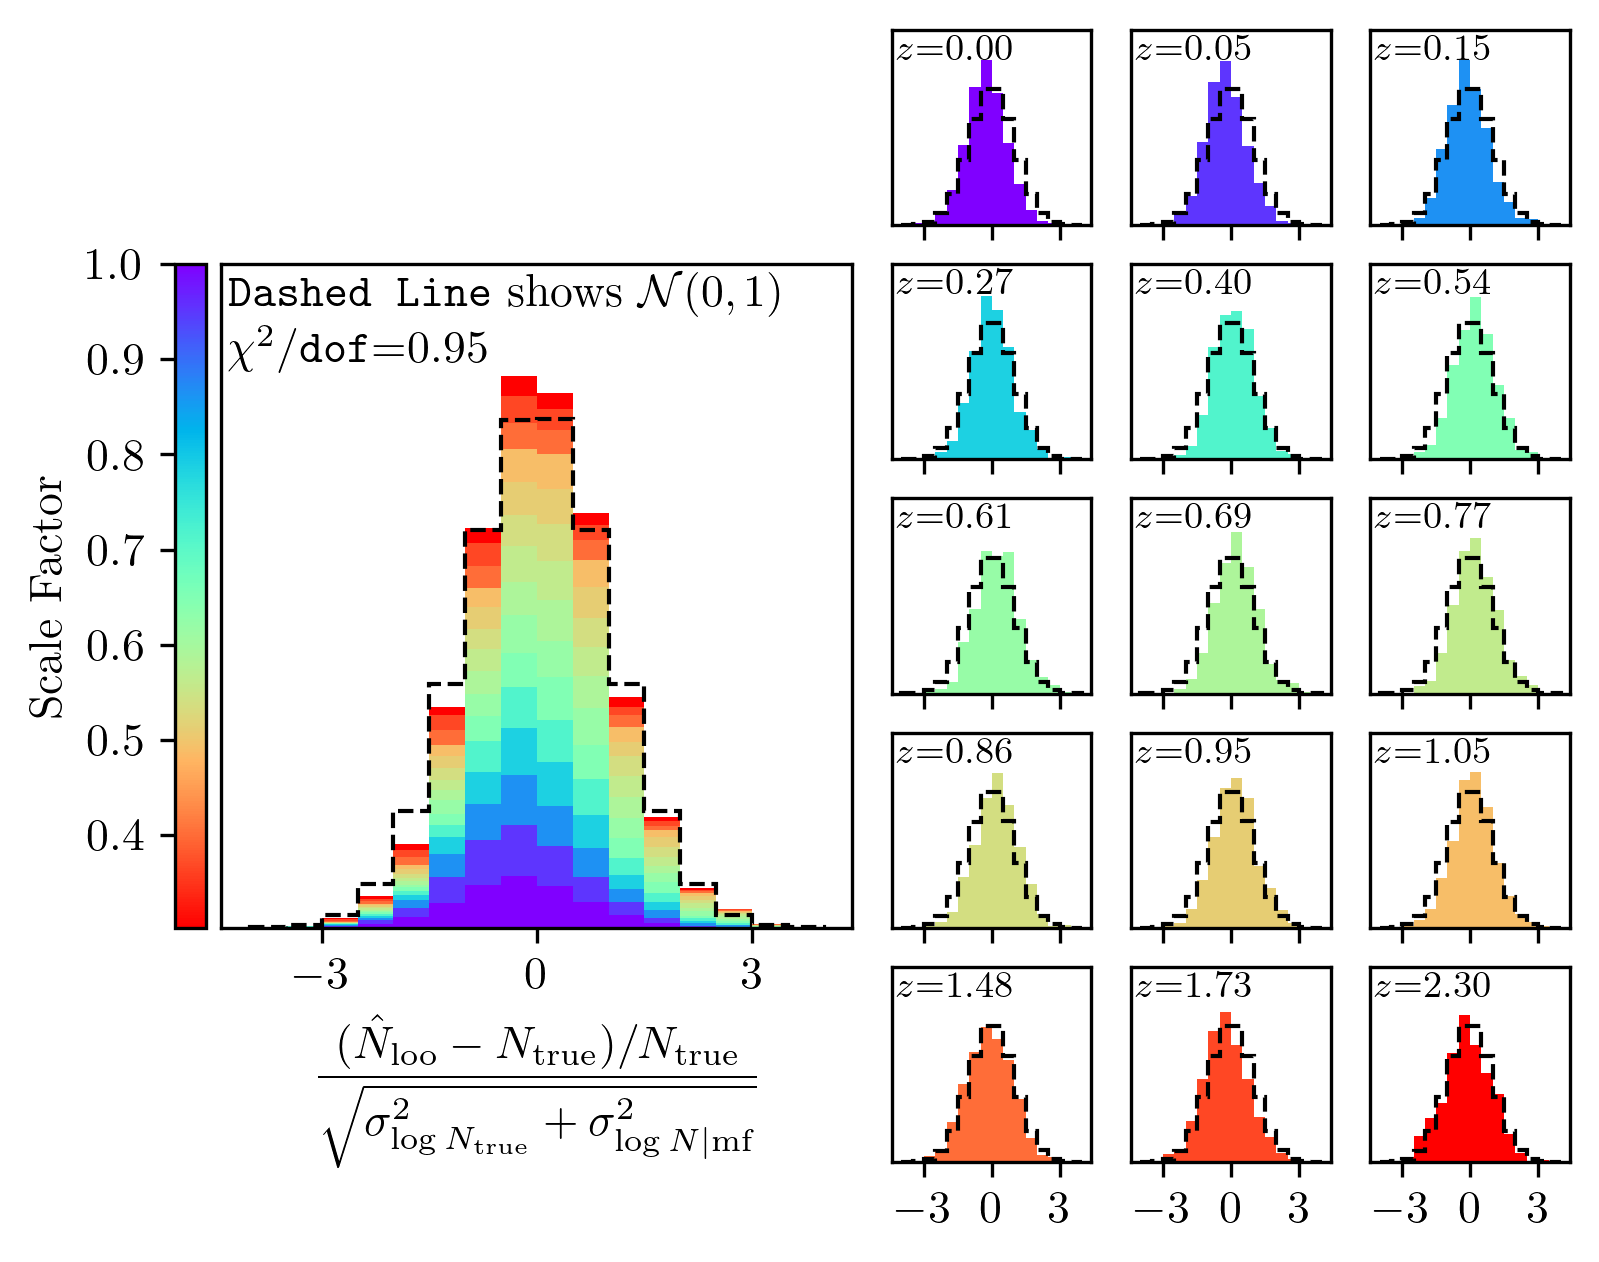 z=0.00 z=0.05 z=0.15
z=0.27 z=0.40 z=0.54
z=0.61 z=0.69 z=0.77
z=0.86 z=0.95 z=1.05
z=1.48 z=1.73 z=2.30
−3 0 3 −3 0 3 −3 0 3
Dashed Line shows 𝒩(0, 1)
χ²/dof=0.95
Scale Factor
1.0
0.9
0.8
0.7
0.6
0.5
0.4
−3 0 3
(N̂_loo − N_true)/N_true
√σ²_log N_true + σ²_log N|mf